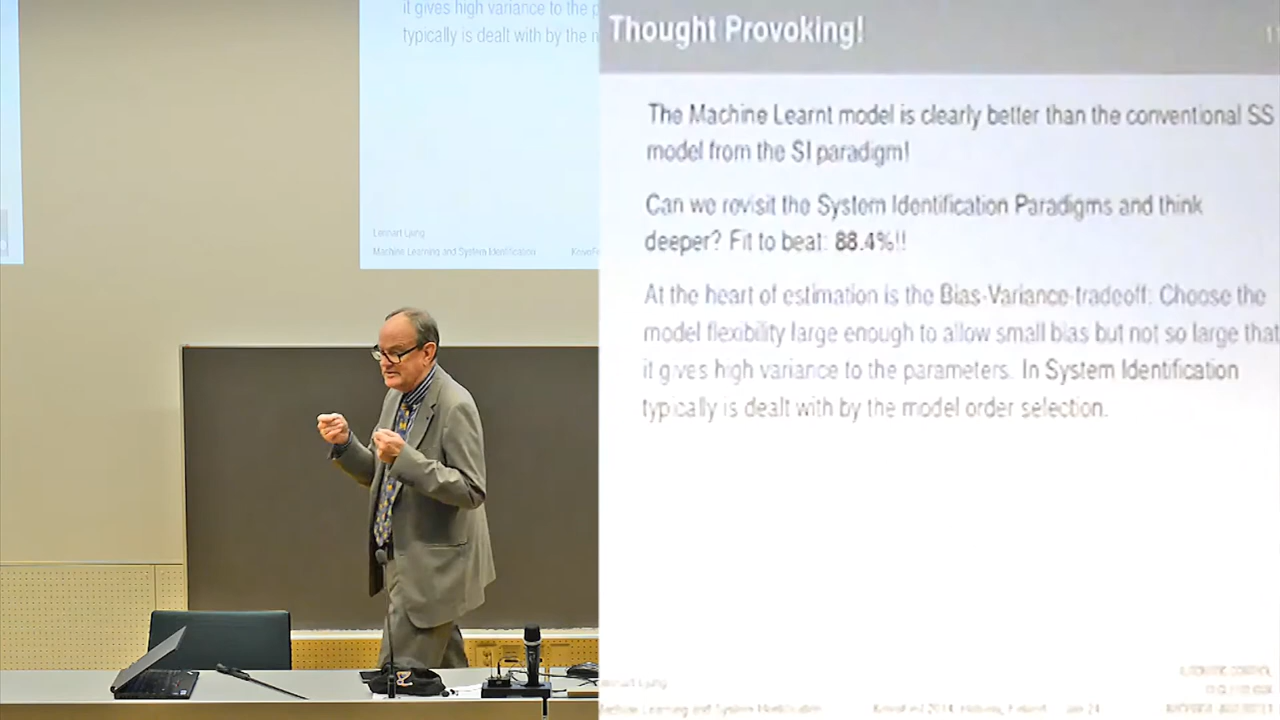 it gives high variance to the p
typically is dealt with by the m
Lennart Ljung
Machine Learning and System Identification
Thought Provoking!
The Machine Learnt model is clearly better than the conventional SS
model from the SI paradigm!
Can we revisit the System Identification Paradigms and think
deeper? Fit to beat: 88.4%!!
At the heart of estimation is the Bias-Variance-tradeoff: Choose the
model flexibility large enough to allow small bias but not so large that
it gives high variance to the parameters. In System Identification
typically is dealt with by the model order selection.
Machine Learning and System Identification